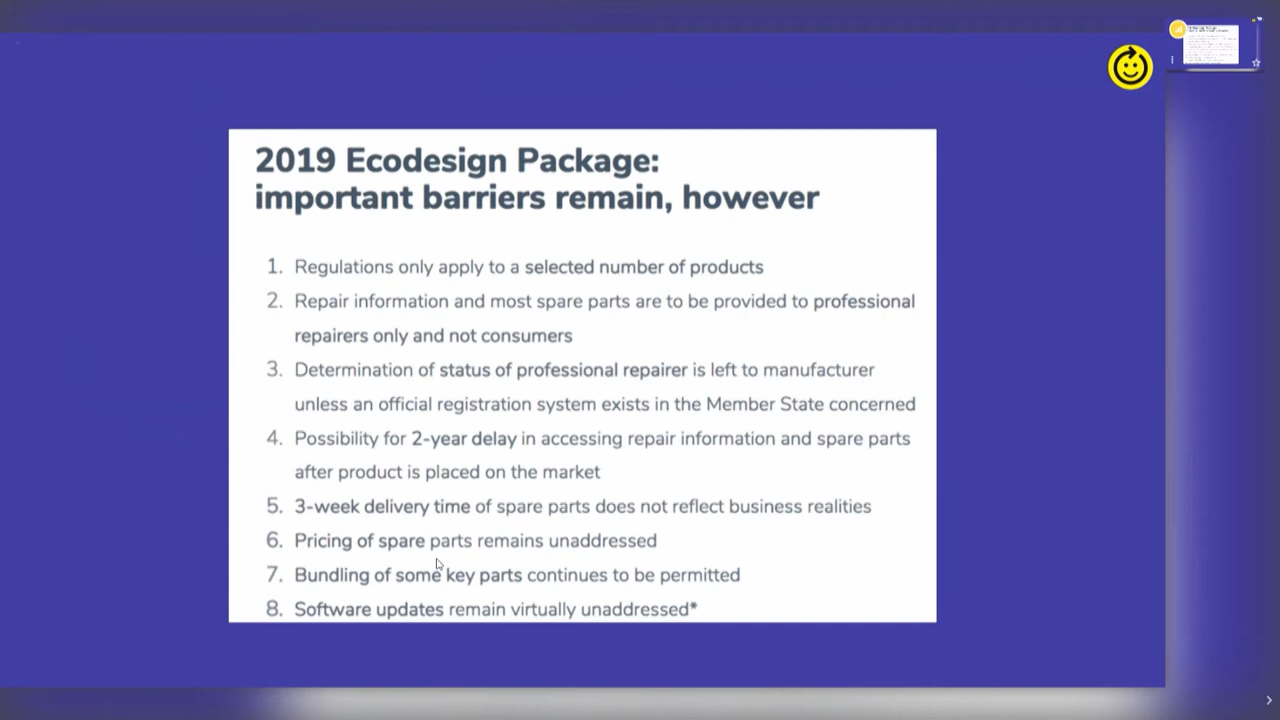 2019 Ecodesign Package:
important barriers remain, however
1. Regulations only apply to a selected number of products
2. Repair information and most spare parts are to be provided to professional
repairers only and not consumers
3. Determination of status of professional repairer is left to manufacturer
unless an official registration system exists in the Member State concerned
4. Possibility for 2-year delay in accessing repair information and spare parts
after product is placed on the market
5. 3-week delivery time of spare parts does not reflect business realities
6. Pricing of spare parts remains unaddressed
7. Bundling of some key parts continues to be permitted
8. Software updates remain virtually unaddressed*